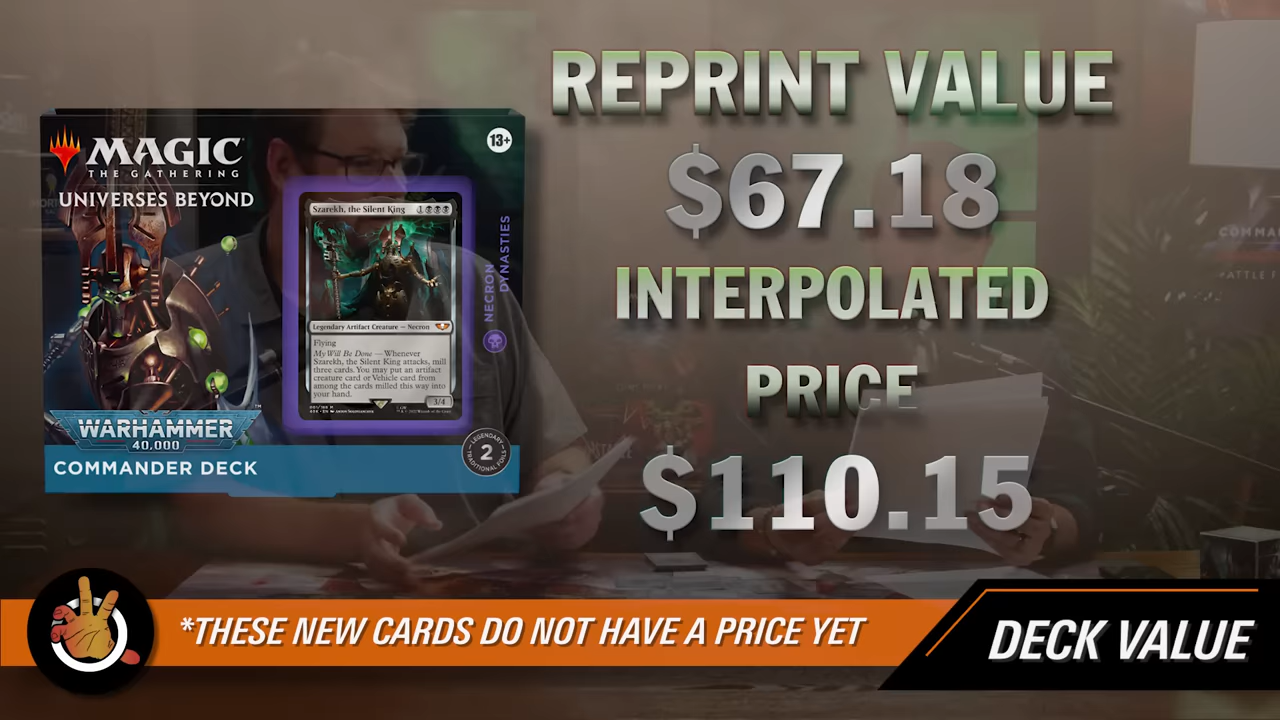 REPRINT VALUE
$67.18
INTERPOLATED
PRICE
$110.15
MAGIC
THE GATHERING
UNIVERSES BEYOND
13+
Szarekh, the Silent King
Legendary Artifact Creature — Necron
Flying
My Will Be Done — Whenever
Szarekh, the Silent King attacks, mill
three cards. You may put an artifact
creature card or Vehicle card from
among the cards milled this way into
your hand.
3/4
NECRON
DYNASTIES
WARHAMMER
40,000
™
COMMANDER DECK
LEGENDARY
2
TRADITIONAL FOILS
*THESE NEW CARDS DO NOT HAVE A PRICE YET
DECK VALUE